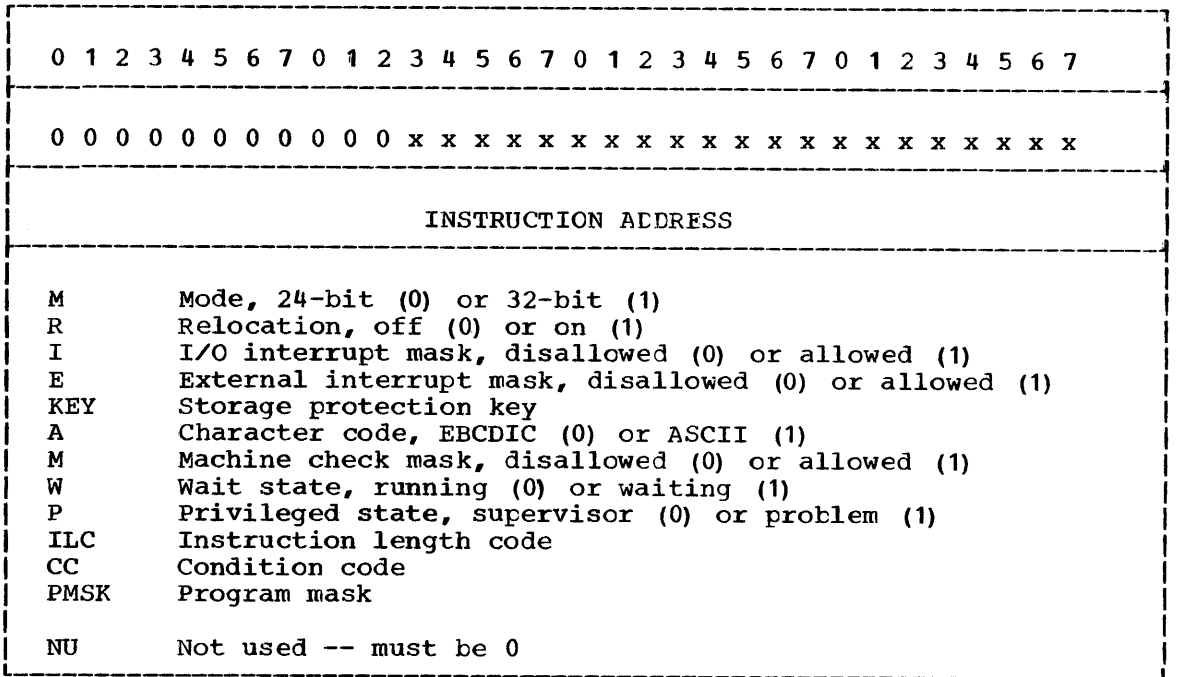 0 1 2 3 4 5 6 7 0 1 2 3 4 5 6 7 0 1 2 3 4 5 6 7 0 1 2 3 4 5 6 7
0 0 0 0 0 0 0 0 0 0 0 x x x x x x x x x x x x x x x x x x x x x
INSTRUCTION ADDRESS
M Mode, 24-bit (0) or 32-bit (1)
R Relocation, off (0) or on (1)
I I/O interrupt mask, disallowed (0) or allowed (1)
E External interrupt mask, disallowed (0) or allowed (1)
KEY Storage protection key
A Character code, EBCDIC (0) or ASCII (1)
M Machine check mask, disallowed (0) or allowed (1)
W Wait state, running (0) or waiting (1)
P Privileged state, supervisor (0) or problem (1)
ILC Instruction length code
CC Condition code
PMSK Program mask
NU Not used -- must be 0